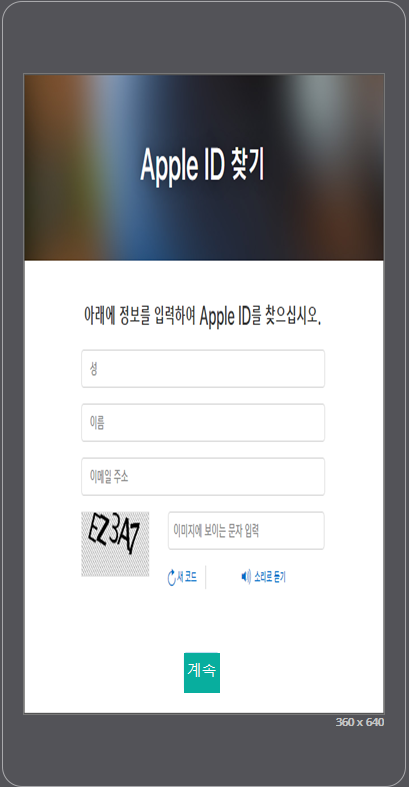 Apple ID 찾기
아래에 정보를 입력하여 Apple ID를 찾으십시오.
성
이름
이메일 주소
EZ3A7
이미지에 보이는 문자 입력
새 코드
소리로 듣기
계속
360 x 640